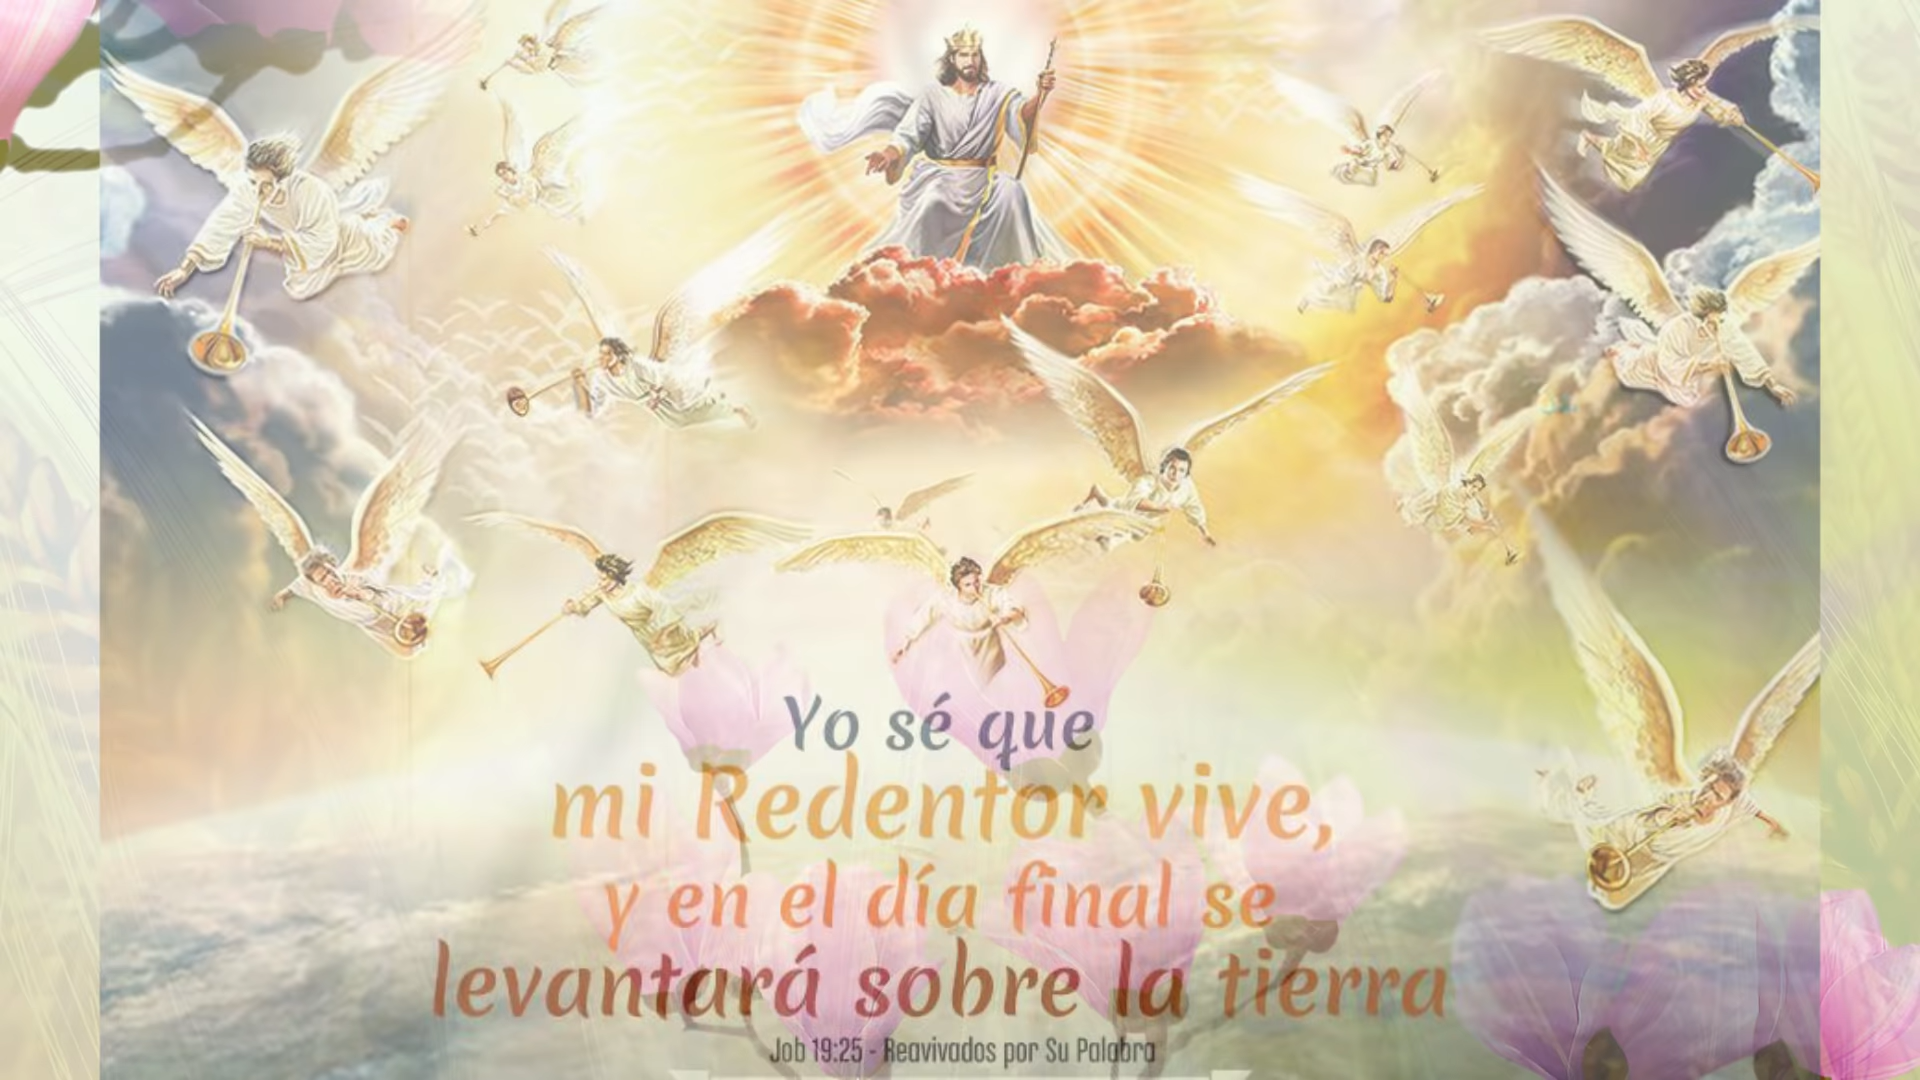 Yo sé que
mi Redentor vive,
y en el día final se
levantará sobre la tierra
Job 19:25 - Reavivados por Su Palabra